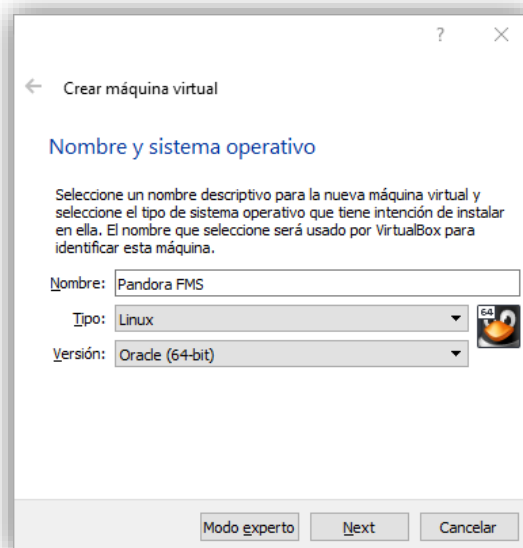 ?
Crear máquina virtual
Nombre y sistema operativo
Seleccione un nombre descriptivo para la nueva máquina virtual y
seleccione el tipo de sistema operativo que tiene intención de instalar
en ella. El nombre que seleccione será usado por VirtualBox para
identificar esta máquina.
Nombre: Pandora FMS
Tipo: Linux
64
Versión: Oracle (64-bit)
Modo experto Next Cancelar